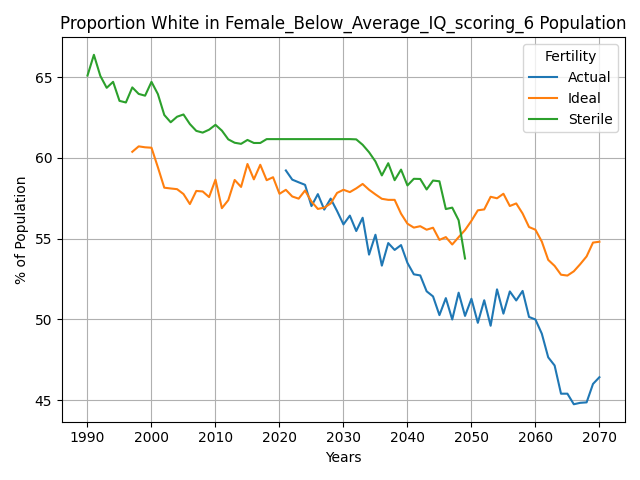 Proportion White in Female_Below_Average_IQ_scoring_6 Population
% of Population
65
60
55
50
45
Fertility
Actual
Ideal
Sterile
1990 2000 2010 2020 2030 2040 2050 2060 2070
Years